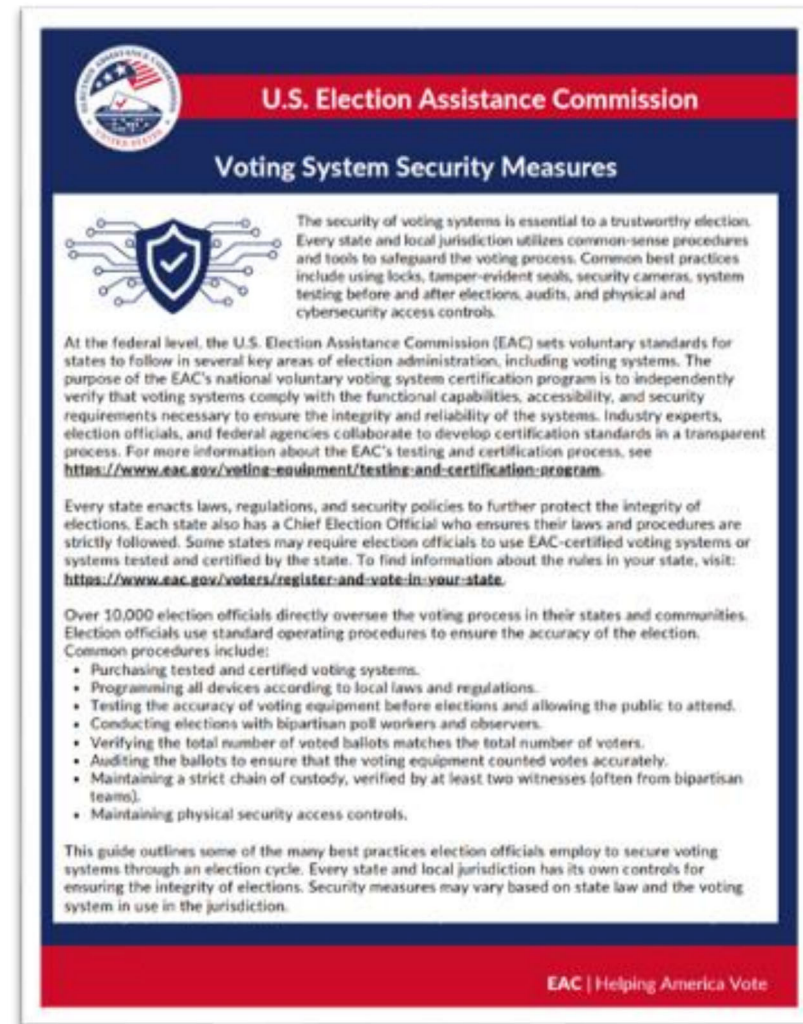 ELECTION ASSISTANCE COMMISSION
UNITED STATES
U.S. Election Assistance Commission
Voting System Security Measures
The security of voting systems is essential to a trustworthy election.
Every state and local jurisdiction utilizes common-sense procedures
and tools to safeguard the voting process. Common best practices
include using locks, tamper-evident seals, security cameras, system
testing before and after elections, audits, and physical and
cybersecurity access controls.
At the federal level, the U.S. Election Assistance Commission (EAC) sets voluntary standards for
states to follow in several key areas of election administration, including voting systems. The
purpose of the EAC's national voluntary voting system certification program is to independently
verify that voting systems comply with the functional capabilities, accessibility, and security
requirements necessary to ensure the integrity and reliability of the systems. Industry experts,
election officials, and federal agencies collaborate to develop certification standards in a transparent
process. For more information about the EAC's testing and certification process, see
https://www.eac.gov/voting-equipment/testing-and-certification-program.
Every state enacts laws, regulations, and security policies to further protect the integrity of
elections. Each state also has a Chief Election Official who ensures their laws and procedures are
strictly followed. Some states may require election officials to use EAC-certified voting systems or
systems tested and certified by the state. To find information about the rules in your state, visit:
https://www.eac.gov/voters/register-and-vote-in-your-state.
Over 10,000 election officials directly oversee the voting process in their states and communities.
Election officials use standard operating procedures to ensure the accuracy of the election.
Common procedures include:
• Purchasing tested and certified voting systems.
• Programming all devices according to local laws and regulations.
• Testing the accuracy of voting equipment before elections and allowing the public to attend.
• Conducting elections with bipartisan poll workers and observers.
• Verifying the total number of voted ballots matches the total number of voters.
• Auditing the ballots to ensure that the voting equipment counted votes accurately.
• Maintaining a strict chain of custody, verified by at least two witnesses (often from bipartisan
teams).
• Maintaining physical security access controls.
This guide outlines some of the many best practices election officials employ to secure voting
systems through an election cycle. Every state and local jurisdiction has its own controls for
ensuring the integrity of elections. Security measures may vary based on state law and the voting
system in use in the jurisdiction.
EAC | Helping America Vote